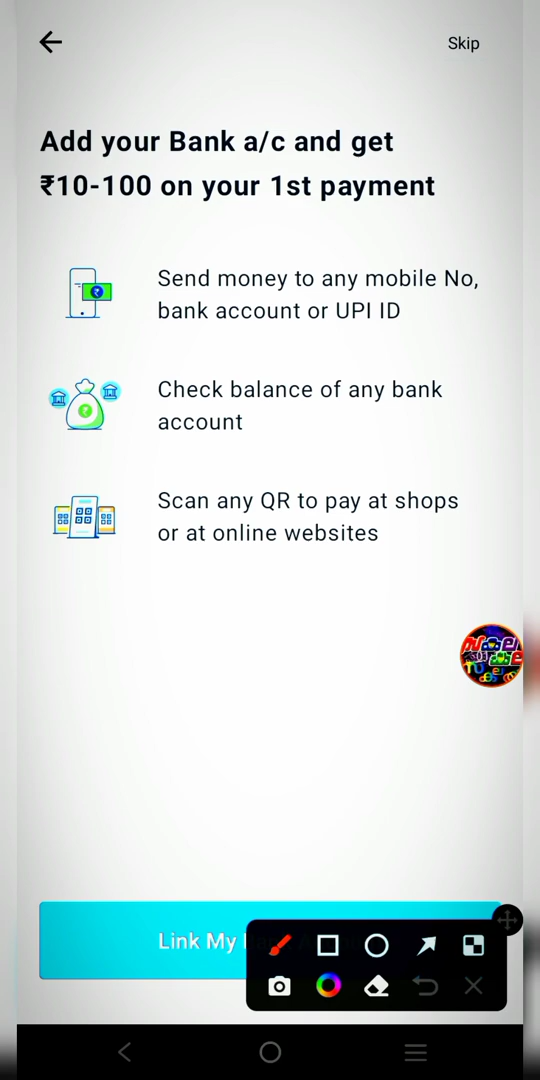 Skip
Add your Bank a/c and get
₹10-100 on your 1st payment
Send money to any mobile No,
bank account or UPI ID
Check balance of any bank
account
Scan any QR to pay at shops
or at online websites
Link My